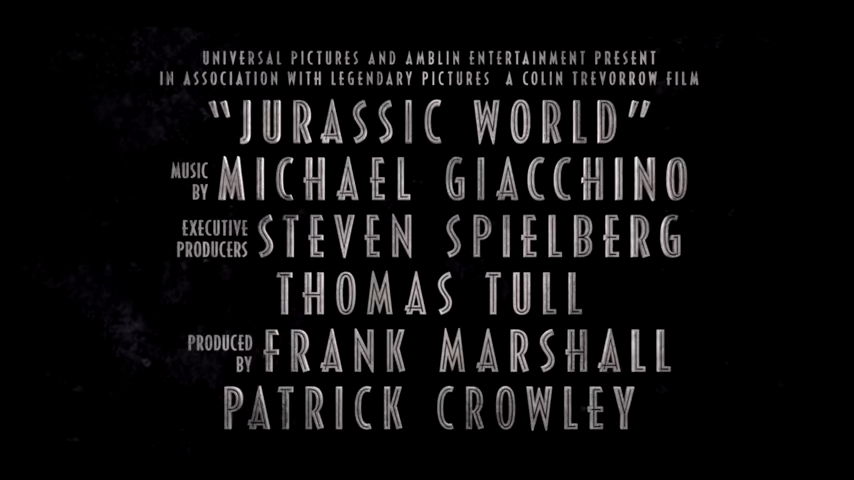 UNIVERSAL PICTURES AND AMBLIN ENTERTAINMENT PRESENT
IN ASSOCIATION WITH LEGENDARY PICTURES A COLIN TREVORROW FILM
"JURASSIC WORLD"
MUSIC BY MICHAEL GIACCHINO
EXECUTIVE PRODUCERS STEVEN SPIELBERG
THOMAS TULL
PRODUCED BY FRANK MARSHALL
PATRICK CROWLEY